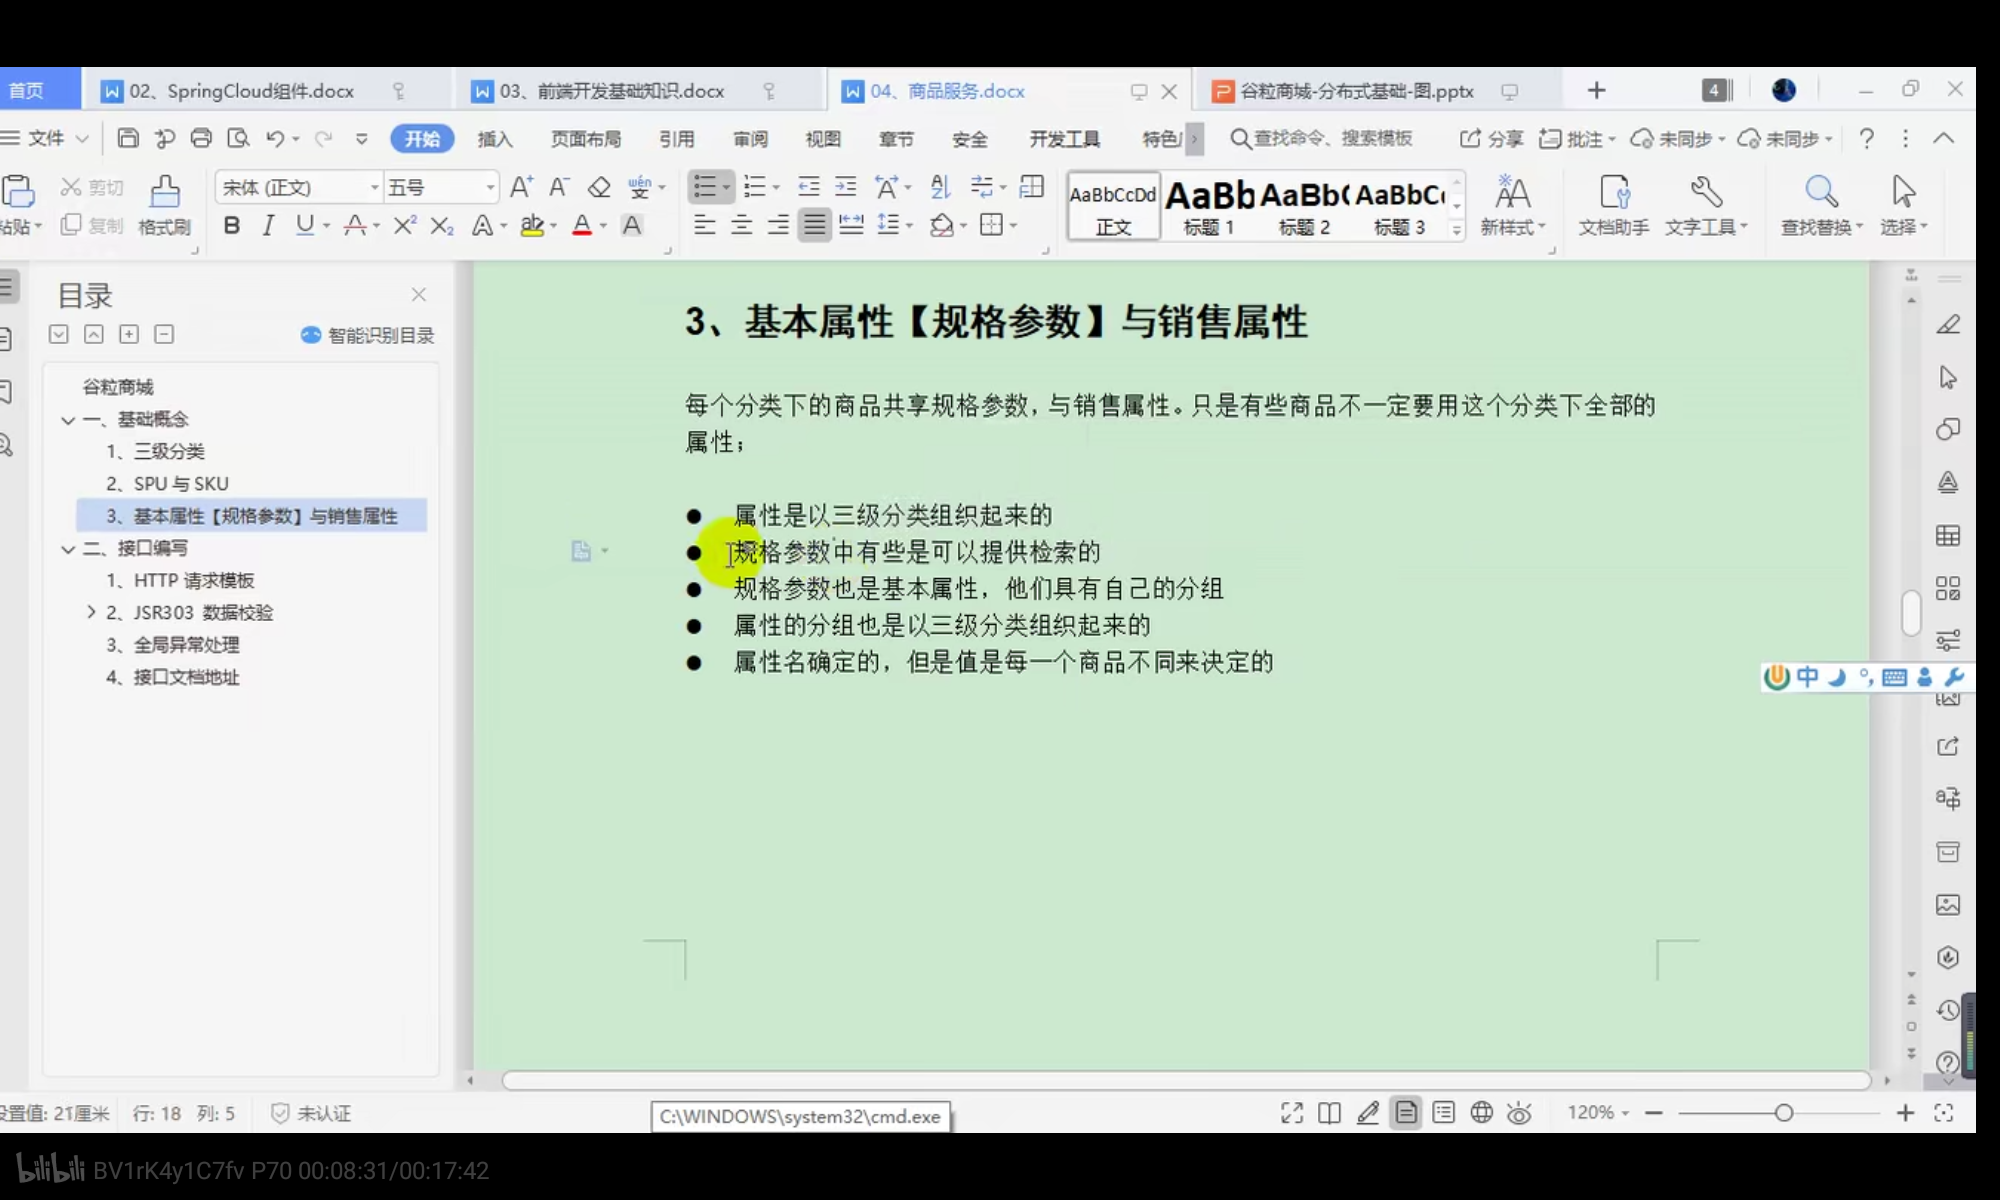 首页
02、SpringCloud组件.docx
03、前端开发基础知识.docx
04、商品服务.docx
谷粒商城-分布式基础-图.pptx
4
文件
开始
插入
页面布局
引用
审阅
视图
章节
安全
开发工具
特色
查找命令、搜索模板
分享
批注
未同步
未同步
粘贴
剪切
复制
格式刷
宋体 (正文)
五号
AaBbCcDd
正文
AaBb
标题 1
AaBb(
标题 2
AaBbC
标题 3
新样式
文档助手
文字工具
查找替换
选择
目录
智能识别目录
谷粒商城
一、基础概念
1、三级分类
2、SPU 与 SKU
3、基本属性【规格参数】与销售属性
二、接口编写
1、HTTP 请求模板
2、JSR303 数据校验
3、全局异常处理
4、接口文档地址
3、基本属性【规格参数】与销售属性
每个分类下的商品共享规格参数,与销售属性。只是有些商品不一定要用这个分类下全部的
属性;
● 属性是以三级分类组织起来的
● 规格参数中有些是可以提供检索的
● 规格参数也是基本属性,他们具有自己的分组
● 属性的分组也是以三级分类组织起来的
● 属性名确定的,但是值是每一个商品不同来决定的
中
设置值: 21厘米
行: 18
列: 5
未认证
C:\WINDOWS\system32\cmd.exe
120%
bilibili BV1rK4y1C7fv P70 00:08:31/00:17:42